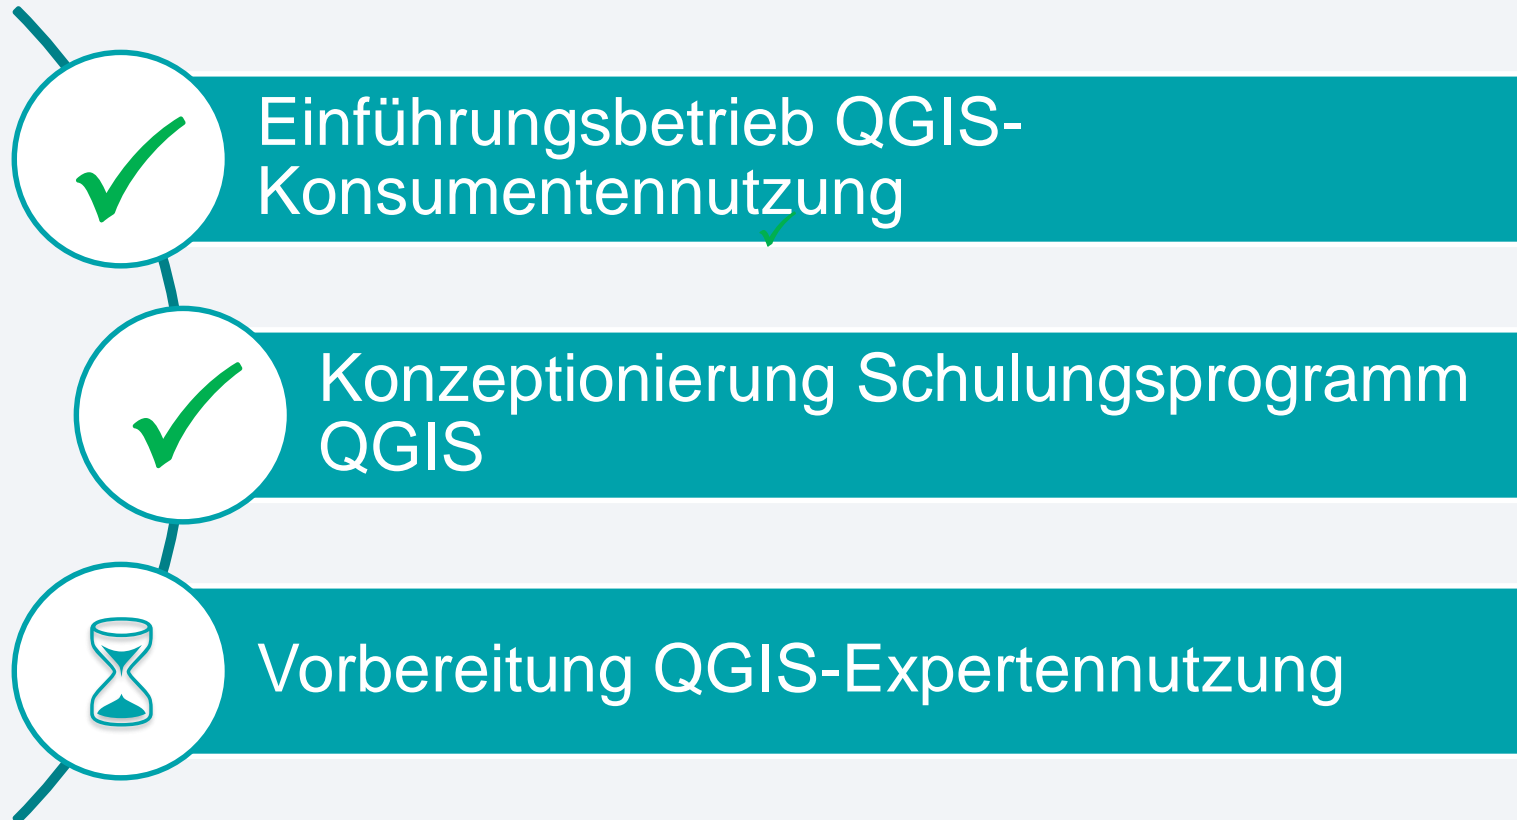 Einführungsbetrieb QGIS-
Konsumentennutzung
Konzeptionierung Schulungsprogramm
QGIS
Vorbereitung QGIS-Expertennutzung